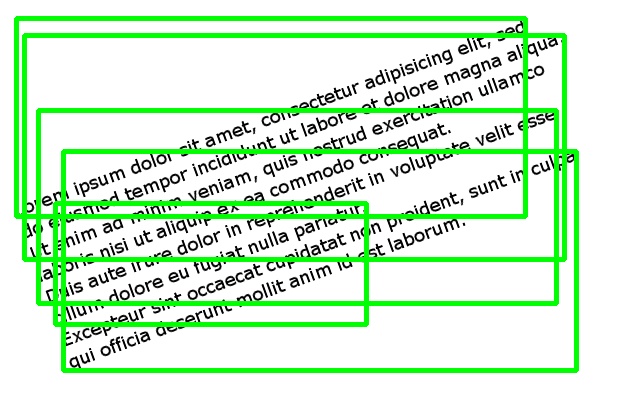 Lorem ipsum dolor sit amet, consectetur adipisicing elit, sed
do eiusmod tempor incididunt ut labore et dolore magna aliqua.
Ut enim ad minim veniam, quis nostrud exercitation ullamco
laboris nisi ut aliquip ex ea commodo consequat.
Duis aute irure dolor in reprehenderit in voluptate velit esse
cillum dolore eu fugiat nulla pariatur.
Excepteur sint occaecat cupidatat non proident, sunt in culpa
qui officia deserunt mollit anim id est laborum.